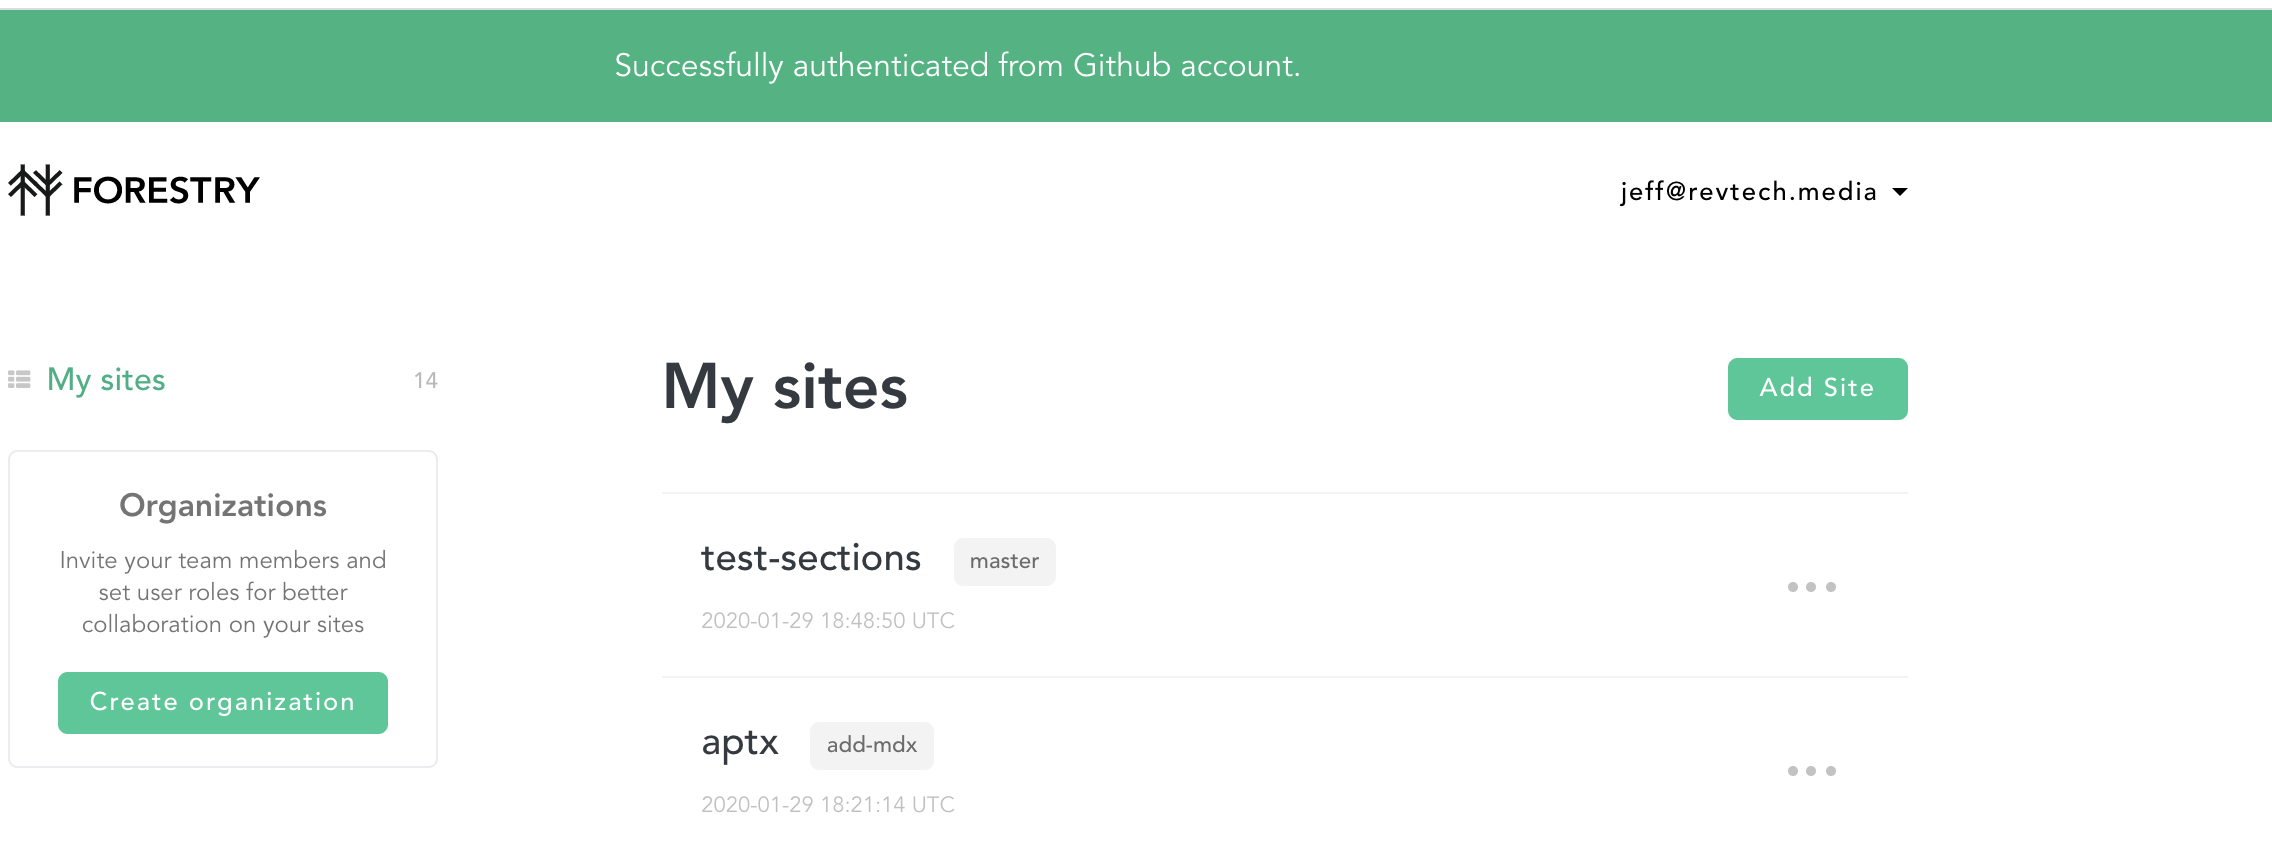 Successfully authenticated from Github account.
FORESTRY
jeff@revtech.media
My sites 14
Organizations
Invite your team members and
set user roles for better
collaboration on your sites
Create organization
My sites
Add Site
test-sections master
2020-01-29 18:48:50 UTC
aptx add-mdx
2020-01-29 18:21:14 UTC